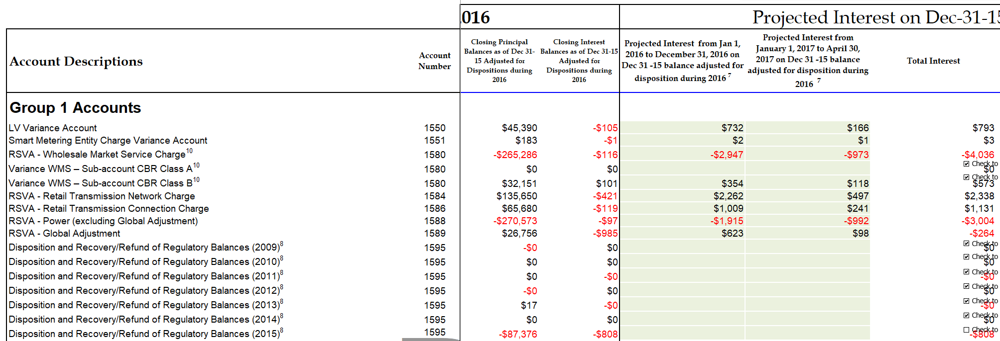 016 Projected Interest on Dec-31-15
Account Descriptions
Account
Number
Closing Principal
Balances as of Dec 31-
15 Adjusted for
Dispositions during
2016
Closing Interest
Balances as of Dec 31-15
Adjusted for
Dispositions during
2016
Projected Interest from Jan 1,
2016 to December 31, 2016 on
Dec 31 -15 balance adjusted for
disposition during 2016 7
Projected Interest from
January 1, 2017 to April 30,
2017 on Dec 31 -15 balance
adjusted for disposition during
2016 7
Total Interest
Group 1 Accounts
LV Variance Account 1550 $45,390 -$105 $732 $166 $793
Smart Metering Entity Charge Variance Account 1551 $183 -$1 $2 $1 $3
RSVA - Wholesale Market Service Charge10 1580 -$265,286 -$116 -$2,947 -$973 -$4,036
Check to
Variance WMS – Sub-account CBR Class A10 1580 $0 $0 $0
Check to
Variance WMS – Sub-account CBR Class B10 1580 $32,151 $101 $354 $118 $573
RSVA - Retail Transmission Network Charge 1584 $135,650 -$421 $2,262 $497 $2,338
RSVA - Retail Transmission Connection Charge 1586 $65,680 -$119 $1,009 $241 $1,131
RSVA - Power (excluding Global Adjustment) 1588 -$270,573 -$97 -$1,915 -$992 -$3,004
RSVA - Global Adjustment 1589 $26,756 -$985 $623 $98 -$264
Check to
Disposition and Recovery/Refund of Regulatory Balances (2009)8 1595 -$0 $0 $0
Check to
Disposition and Recovery/Refund of Regulatory Balances (2010)8 1595 $0 $0 $0
Check to
Disposition and Recovery/Refund of Regulatory Balances (2011)8 1595 $0 -$0 -$0
Check to
Disposition and Recovery/Refund of Regulatory Balances (2012)8 1595 -$0 $0 $0
Check to
Disposition and Recovery/Refund of Regulatory Balances (2013)8 1595 $17 -$0 -$0
Check to
Disposition and Recovery/Refund of Regulatory Balances (2014)8 1595 $0 $0 $0
Check to
Disposition and Recovery/Refund of Regulatory Balances (2015)8 1595 -$87,376 -$808 -$808